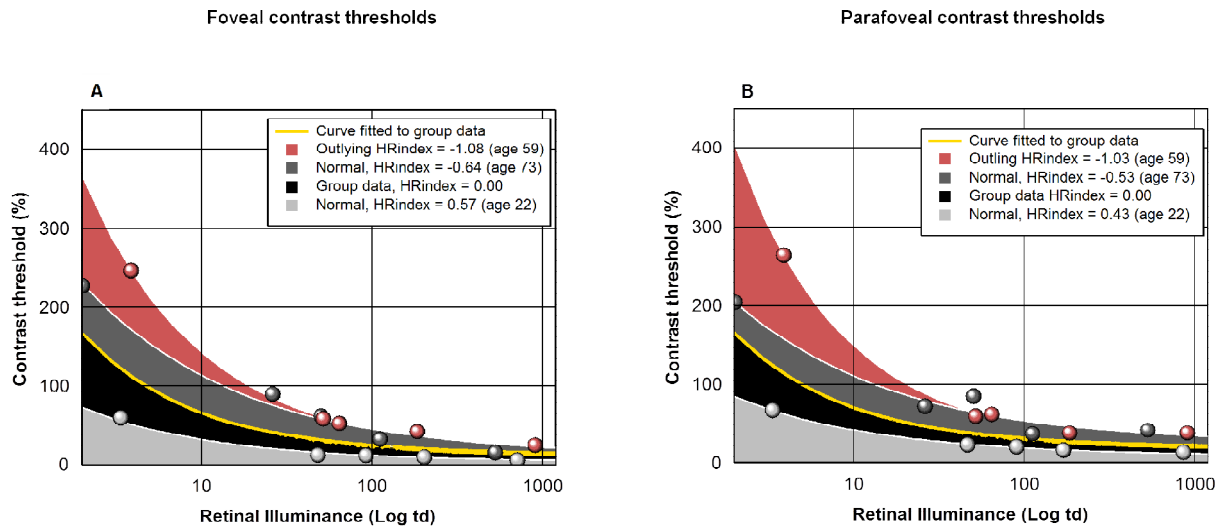 Foveal contrast thresholds
A
Contrast threshold (%)
400
300
200
100
0
Curve fitted to group data
Outlying HRindex = -1.08 (age 59)
Normal, HRindex = -0.64 (age 73)
Group data, HRindex = 0.00
Normal, HRindex = 0.57 (age 22)
10
100
1000
Retinal Illuminance (Log td)
Parafoveal contrast thresholds
B
Contrast threshold (%)
400
300
200
100
0
Curve fitted to group data
Outling HRindex = -1.03 (age 59)
Normal, HRindex = -0.53 (age 73)
Group data HRindex = 0.00
Normal, HRindex = 0.43 (age 22)
10
100
1000
Retinal Illuminance (Log td)